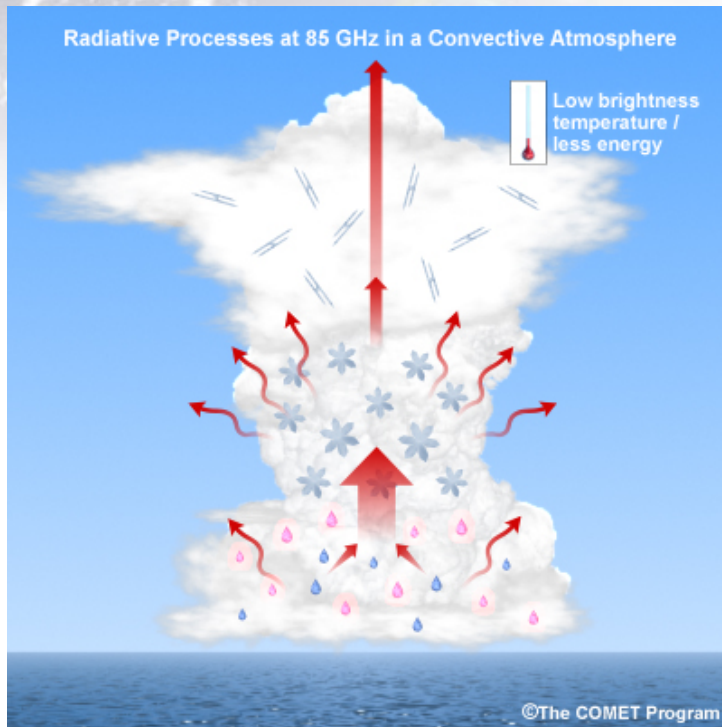 Radiative Processes at 85 GHz in a Convective Atmosphere
Low brightness
temperature /
less energy
©The COMET Program